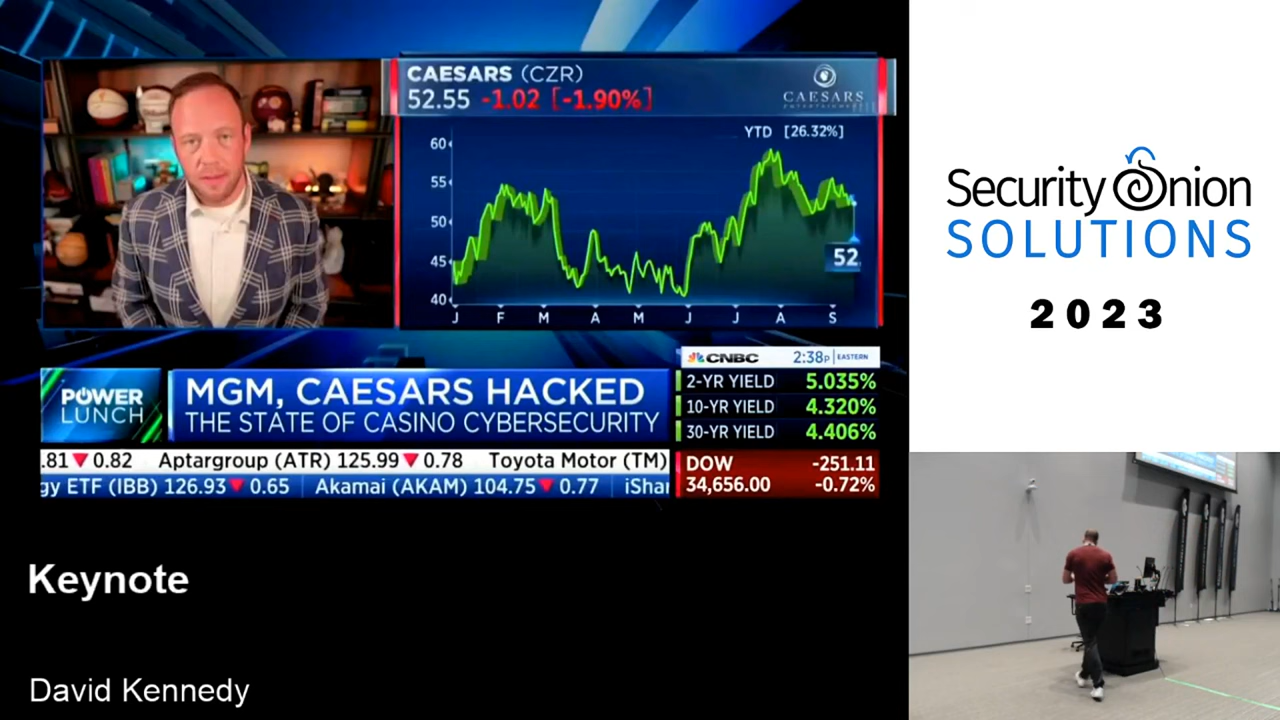 CAESARS (CZR)
52.55 -1.02 [-1.90%]
CAESARS
ENTERTAINMENT
YTD [26.32%]
60
55
50
45
40
52
J F M A M J J A S
CNBC 2:38P EASTERN
POWER
LUNCH
MGM, CAESARS HACKED
THE STATE OF CASINO CYBERSECURITY
2-YR YIELD 5.035%
10-YR YIELD 4.320%
30-YR YIELD 4.406%
.81 ▼ 0.82 Aptargroup (ATR) 125.99 ▼ 0.78 Toyota Motor (TM)
gy ETF (IBB) 126.93 ▼ 0.65 Akamai (AKAM) 104.75 ▼ 0.77 iShar
DOW -251.11
34,656.00 -0.72%
Keynote
David Kennedy
Security Onion
SOLUTIONS
2023